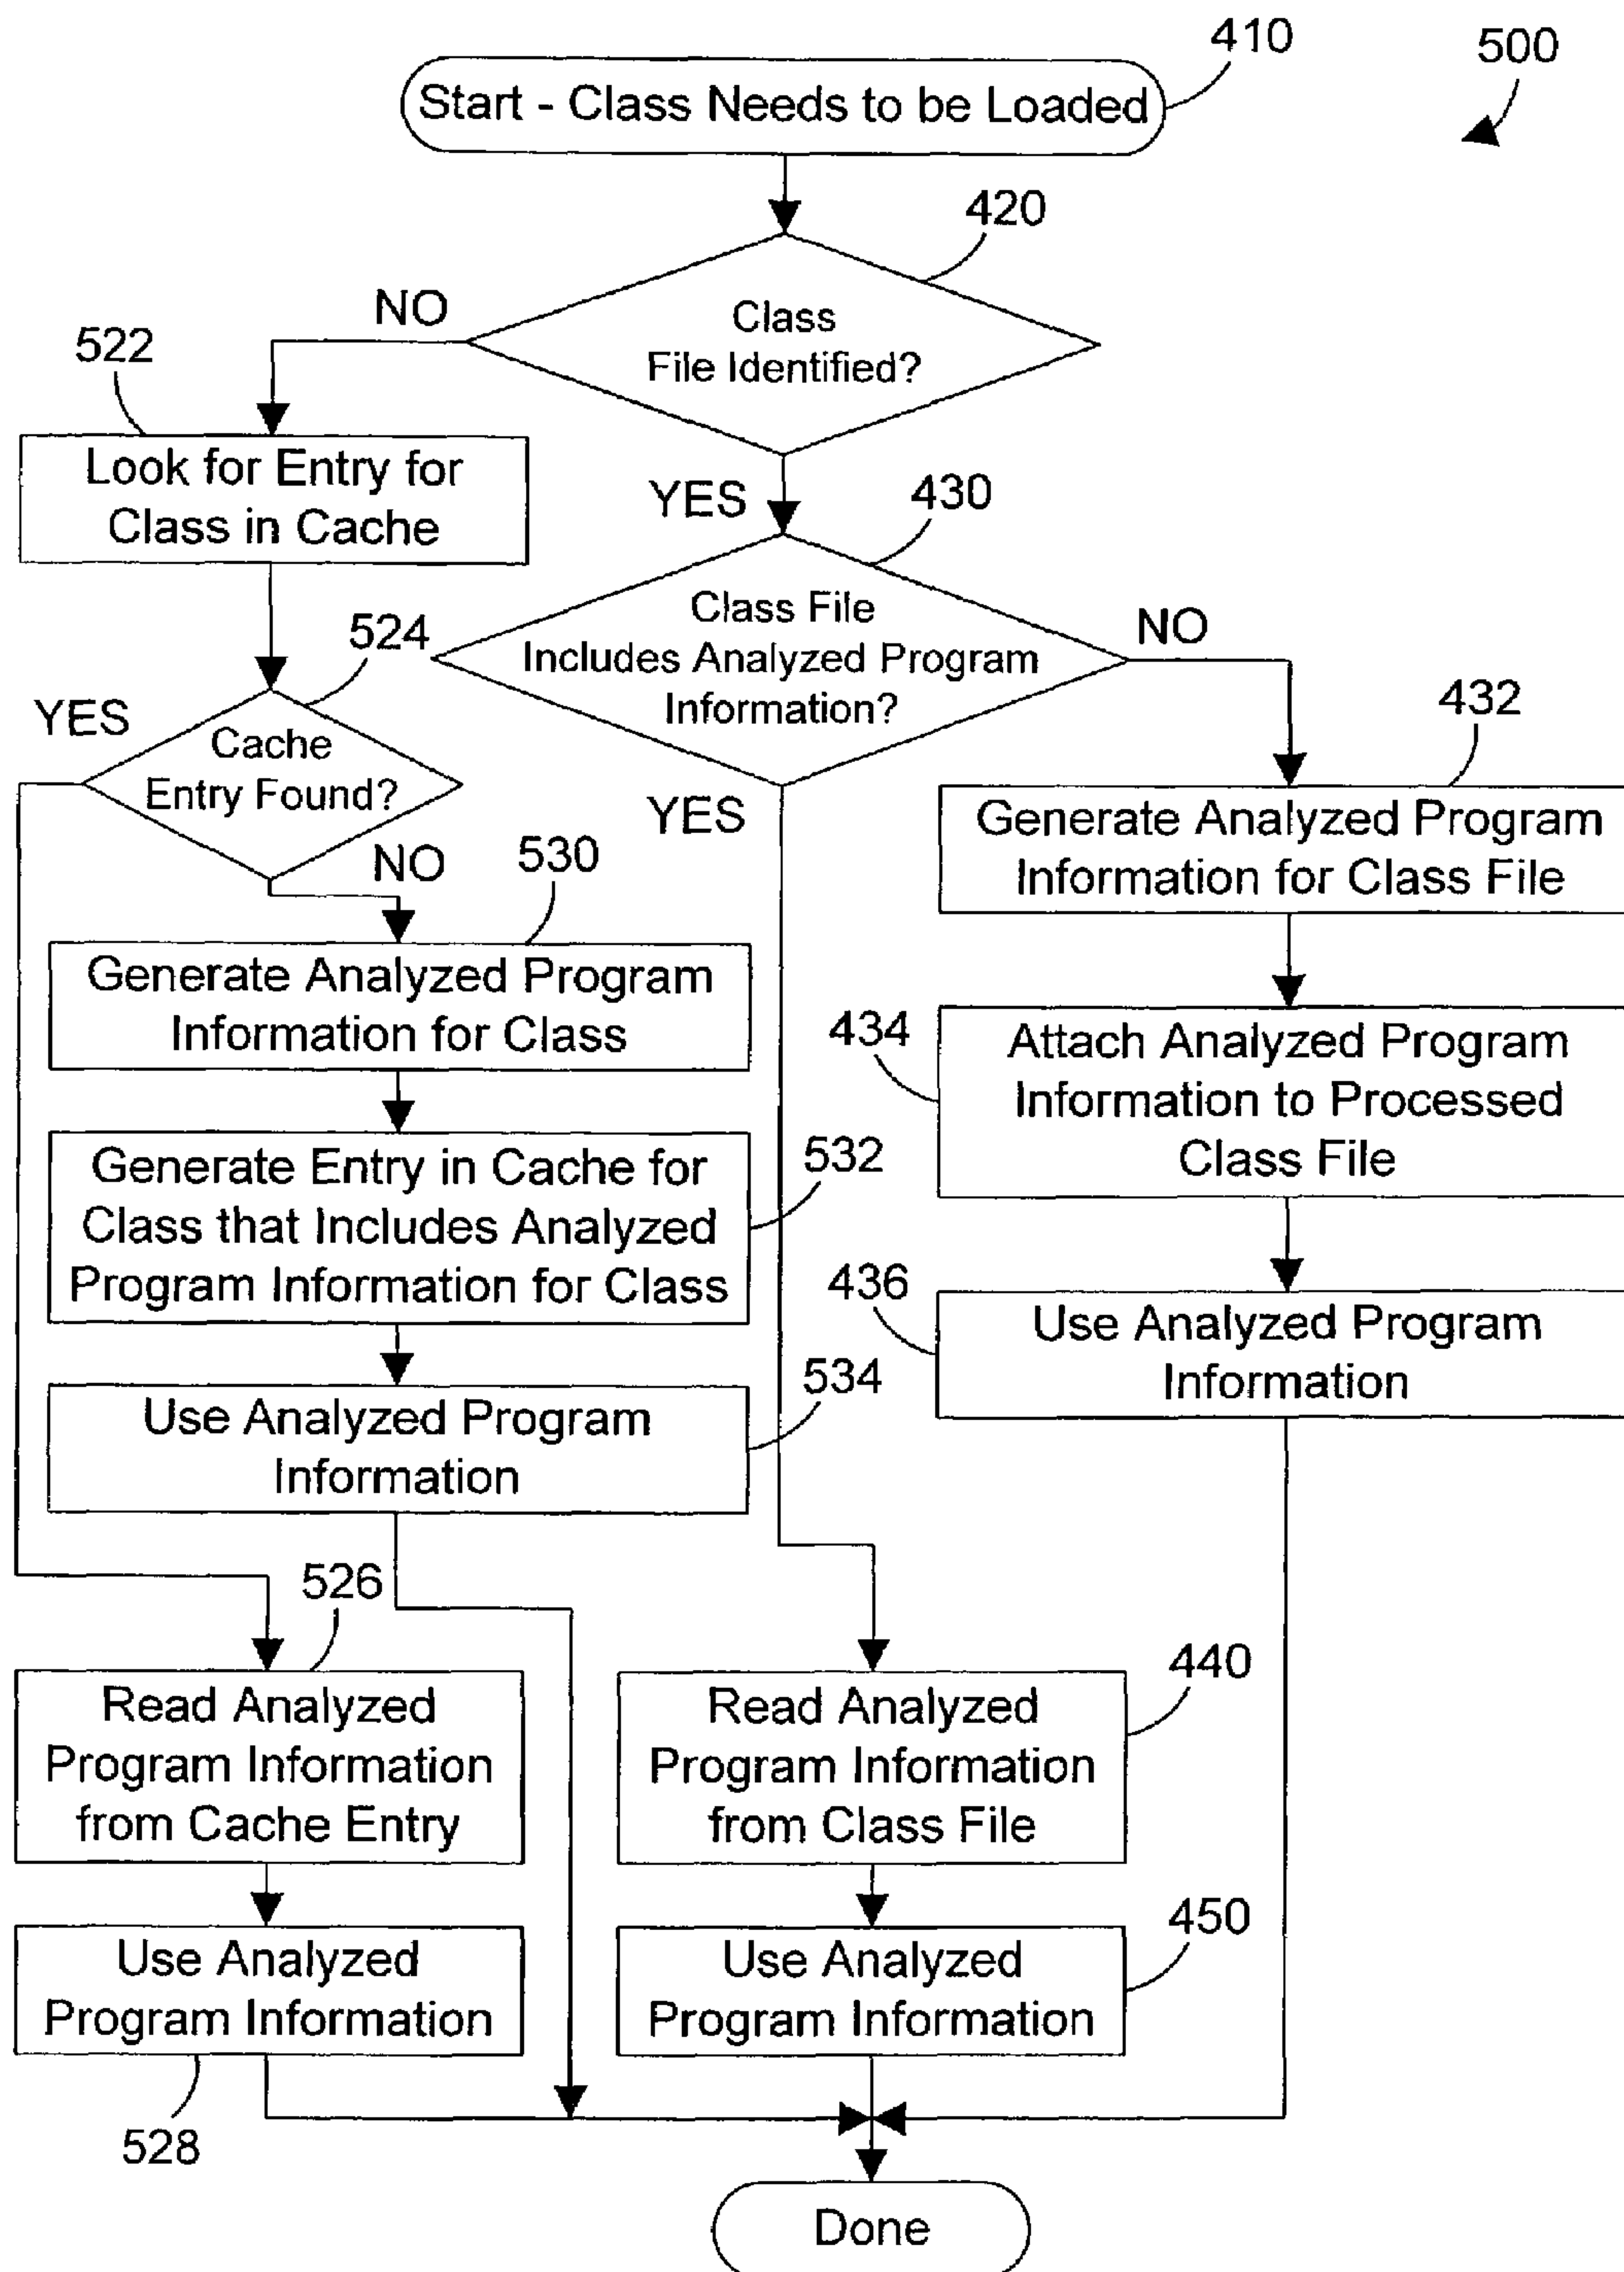 410
500
Start - Class Needs to be Loaded
420
NO
Class
File Identified?
522
Look for Entry for
Class in Cache
YES
430
Class File
Includes Analyzed Program
Information?
NO
524
YES
Cache
Entry Found?
NO
YES
432
Generate Analyzed Program
Information for Class File
530
Generate Analyzed Program
Information for Class
434
Attach Analyzed Program
Information to Processed
Class File
Generate Entry in Cache for
Class that Includes Analyzed
Program Information for Class
532
436
Use Analyzed Program
Information
534
Use Analyzed Program
Information
526
Read Analyzed
Program Information
from Cache Entry
440
Read Analyzed
Program Information
from Class File
Use Analyzed
Program Information
528
450
Use Analyzed
Program Information
Done